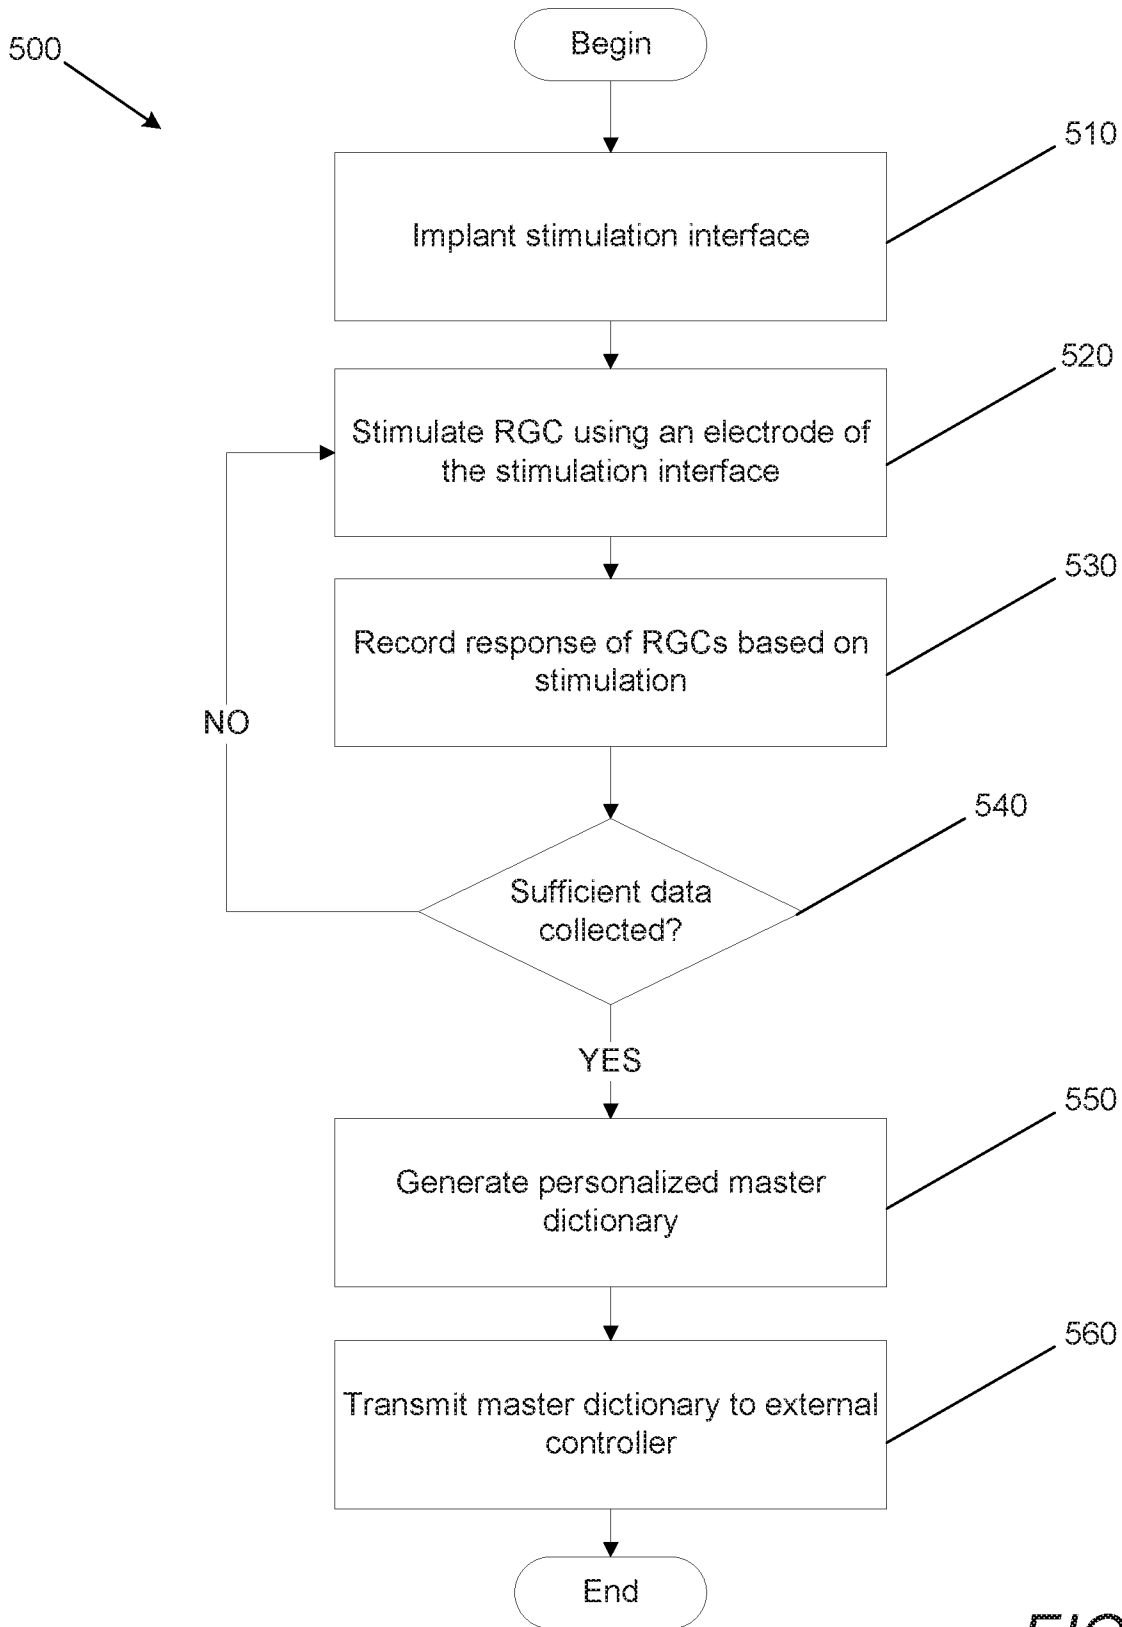 500
Begin
510
Implant stimulation interface
520
Stimulate RGC using an electrode of
the stimulation interface
530
Record response of RGCs based on
stimulation
NO
540
Sufficient data
collected?
YES
550
Generate personalized master
dictionary
560
Transmit master dictionary to external
controller
End